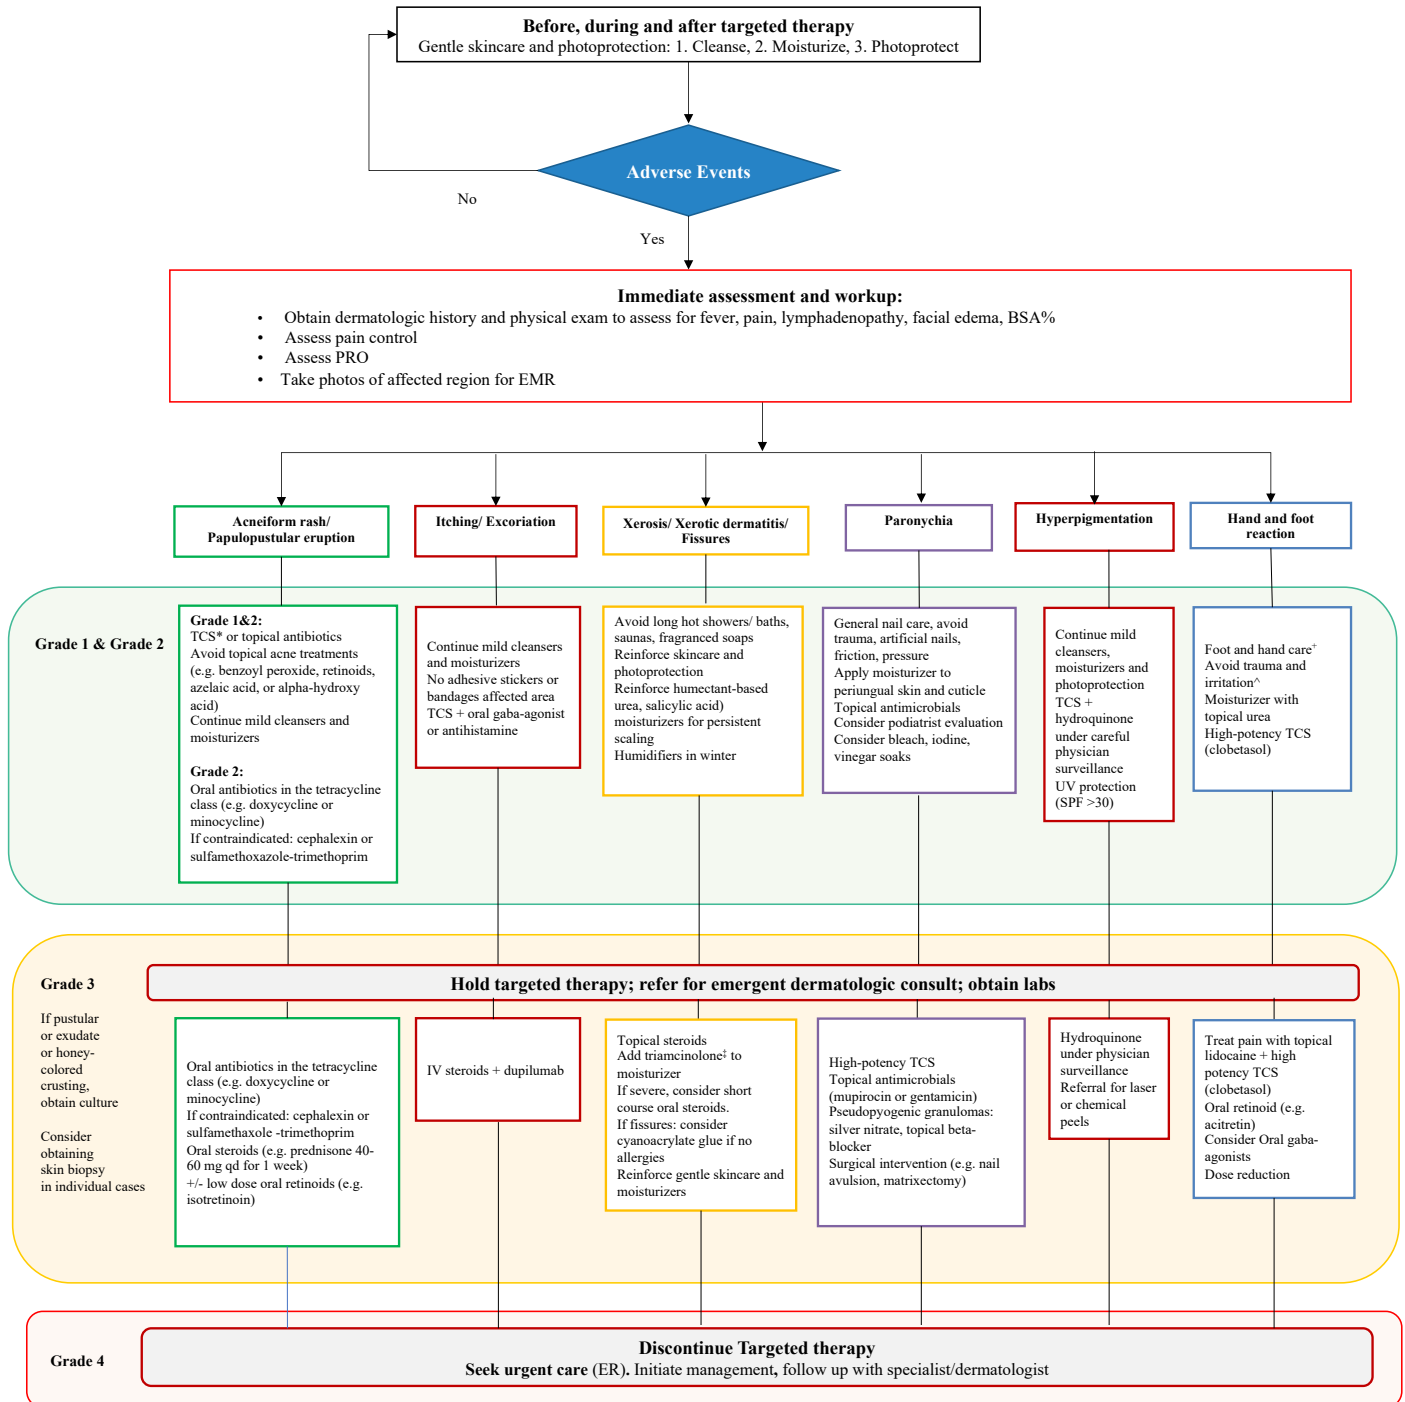 Before, during and after targeted therapy
Gentle skincare and photoprotection: 1. Cleanse, 2. Moisturize, 3. Photoprotect
Adverse Events
No
Yes
Immediate assessment and workup:
• Obtain dermatologic history and physical exam to assess for fever, pain, lymphadenopathy, facial edema, BSA%
• Assess pain control
• Assess PRO
• Take photos of affected region for EMR
Acneiform rash/
Papulopustular eruption
Itching/ Excoriation
Xerosis/ Xerotic dermatitis/
Fissures
Paronychia
Hyperpigmentation
Hand and foot
reaction
Grade 1 & Grade 2
Grade 1&2:
TCS* or topical antibiotics
Avoid topical acne treatments
(e.g. benzoyl peroxide, retinoids,
azelaic acid, or alpha-hydroxy
acid)
Continue mild cleansers and
moisturizers
Grade 2:
Oral antibiotics in the tetracycline
class (e.g. doxycycline or
minocycline)
If contraindicated: cephalexin or
sulfamethoxazole-trimethoprim
Continue mild cleansers
and moisturizers
No adhesive stickers or
bandages affected area
TCS + oral gaba-agonist
or antihistamine
Avoid long hot showers/ baths,
saunas, fragranced soaps
Reinforce skincare and
photoprotection
Reinforce humectant-based
urea, salicylic acid)
moisturizers for persistent
scaling
Humidifiers in winter
General nail care, avoid
trauma, artificial nails,
friction, pressure
Apply moisturizer to
periungual skin and cuticle
Topical antimicrobials
Consider podiatrist evaluation
Consider bleach, iodine,
vinegar soaks
Continue mild
cleansers,
moisturizers and
photoprotection
TCS +
hydroquinone
under careful
physician
surveillance
UV protection
(SPF >30)
Foot and hand care⁺
Avoid trauma and
irritation^
Moisturizer with
topical urea
High-potency TCS
(clobetasol)
Grade 3
If pustular
or exudate
or honey-
colored
crusting,
obtain culture
Consider
obtaining
skin biopsy
in individual cases
Hold targeted therapy; refer for emergent dermatologic consult; obtain labs
Oral antibiotics in the tetracycline
class (e.g. doxycycline or
minocycline)
If contraindicated: cephalexin or
sulfamethaxole -trimethoprim
Oral steroids (e.g. prednisone 40-
60 mg qd for 1 week)
+/- low dose oral retinoids (e.g.
isotretinoin)
IV steroids + dupilumab
Topical steroids
Add triamcinolone‡ to
moisturizer
If severe, consider short
course oral steroids.
If fissures: consider
cyanoacrylate glue if no
allergies
Reinforce gentle skincare and
moisturizers
High-potency TCS
Topical antimicrobials
(mupirocin or gentamicin)
Pseudopyogenic granulomas:
silver nitrate, topical beta-
blocker
Surgical intervention (e.g. nail
avulsion, matrixectomy)
Hydroquinone
under physician
surveillance
Referral for laser
or chemical
peels
Treat pain with topical
lidocaine + high
potency TCS
(clobetasol)
Oral retinoid (e.g.
acitretin)
Consider Oral gaba-
agonists
Dose reduction
Grade 4
Discontinue Targeted therapy
Seek urgent care (ER). Initiate management, follow up with specialist/dermatologist